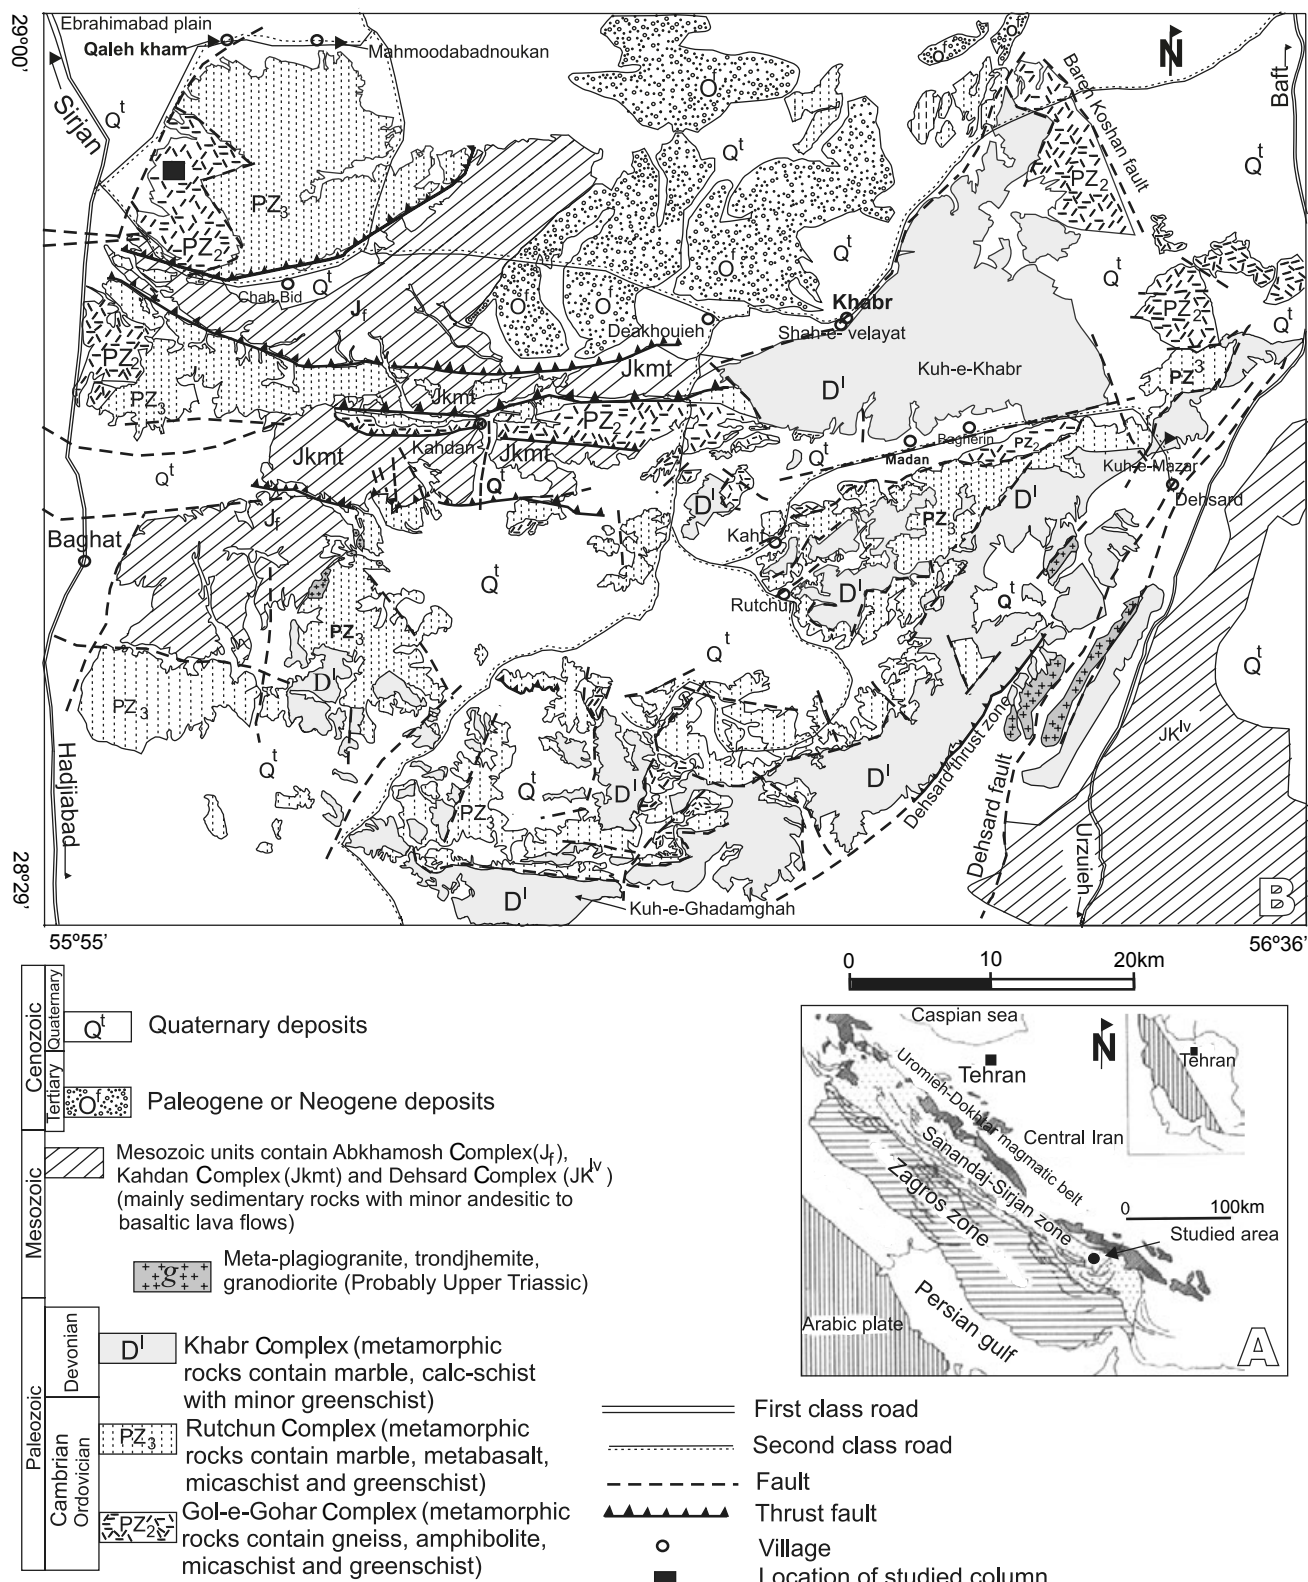 29°00'
Ebrahimabad plain
Qaleh kham
Mahmoodabadnoukan
N
Baft
Sirjan
Q^t
O^f
Baren Koshan fault
Q^t
Q^t
PZ₂
PZ₃
PZ₂
Q^t
O^f
Q^t
Q^t
Chah Bid
J_f
O^f
O^f
Khabr
Deakhouieh
Shah-e- velayat
PZ₂
Q^t
PZ₂
PZ₃
Jkmt
Jkmt
D^l
Kuh-e-Khabr
PZ₃
PZ₂
Kahdan
Jkmt
Jkmt
Q^t
Q^t
Q^t
Madan
Bagherin
PZ₂
Kuh-e-Mazar
Dehsard
J_f
D^l
PZ₃
D^l
Baghat
Kaht
Q^t
D^l
Rutchun
Q^t
PZ₃
Q^t
Q^t
D^l
PZ₃
JK^lv
Q^t
Q^t
D^l
D^l
PZ₃
Dehsard thrust zone
Dehsard fault
Hadjiabad
Urzuieh
28°29'
D^l
Kuh-e-Ghadamghah
B
55°55'
56°36'
0 10 20km
Cenozoic
Quaternary
Q^t Quaternary deposits
Tertiary
O^f Paleogene or Neogene deposits
Mesozoic
Mesozoic units contain Abkhamosh Complex(J_f),
Kahdan Complex (Jkmt) and Dehsard Complex (JK^lv)
(mainly sedimentary rocks with minor andesitic to
basaltic lava flows)
g Meta-plagiogranite, trondjhemite,
granodiorite (Probably Upper Triassic)
Paleozoic
Devonian
D^l Khabr Complex (metamorphic
rocks contain marble, calc-schist
with minor greenschist)
Cambrian
Ordovician
PZ₃ Rutchun Complex (metamorphic
rocks contain marble, metabasalt,
micaschist and greenschist)
PZ₂ Gol-e-Gohar Complex (metamorphic
rocks contain gneiss, amphibolite,
micaschist and greenschist)
Caspian sea
N
Tehran
Tehran
Uromieh-Dokhtar magmatic belt
Central Iran
Sanandaj-Sirjan zone
Zagros zone
0 100km
Studied area
Persian gulf
Arabic plate
A
First class road
Second class road
Fault
Thrust fault
Village
Location of studied column